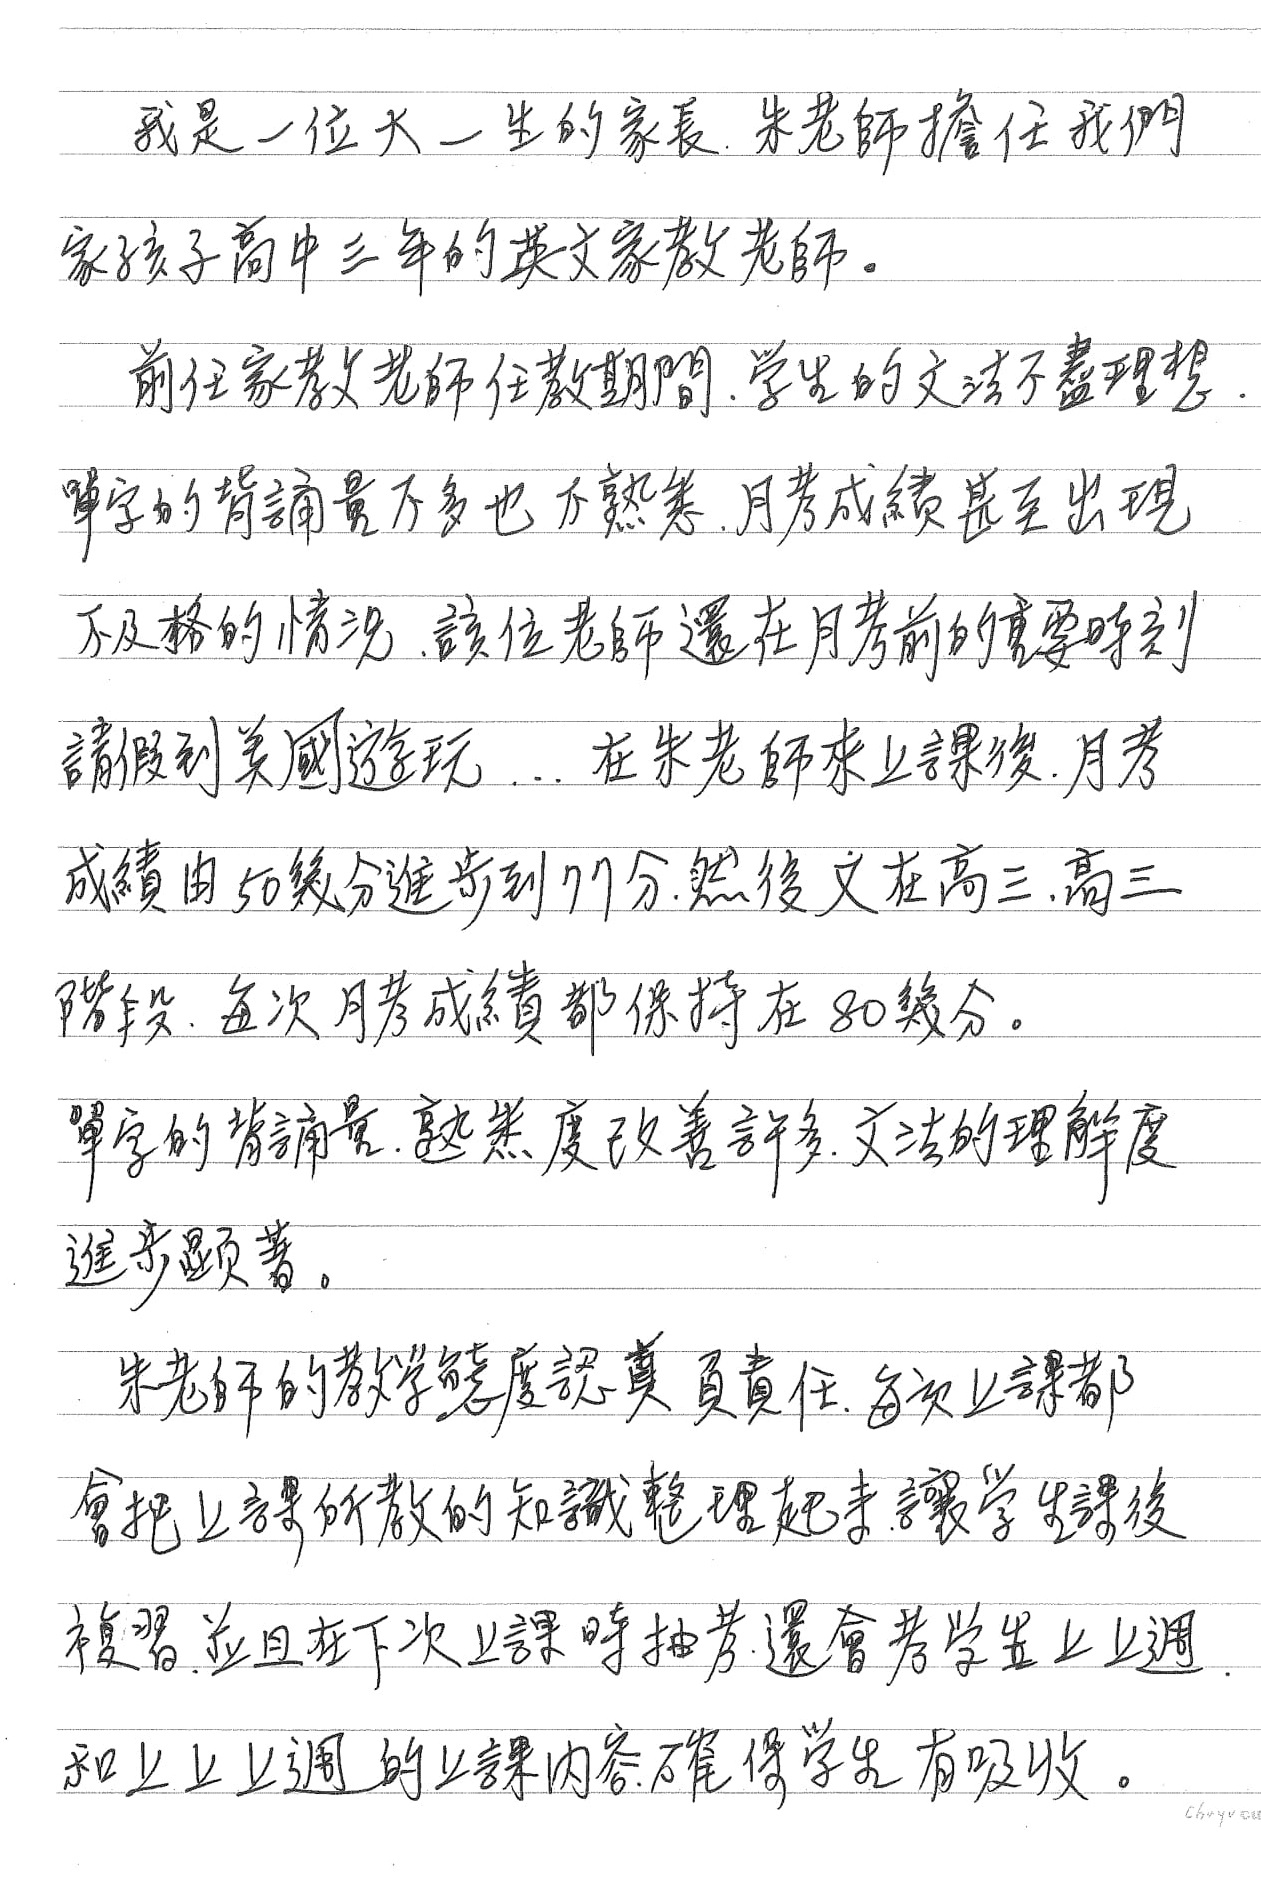 我是一位大一生的家長.朱老師擔任我們
家孩子高中三年的英文家教老師。
前任家教老師任教期間.学生的文法不盡理想.
單字的背誦量不多也不熟悉.月考成績甚至出現
不及格的情況.該位老師還在月考前的重要時刻
請假到美國遊玩...在朱老師來上課後.月考
成績由50幾分進步到77分.然後又在高二、高三
階段.每次月考成績都保持在80幾分。
單字的背誦量.熟悉度改善許多.文法的理解度
進步顯著。
朱老師的教学態度認真負責任.每次上課都
會把上課所教的知識整理起來.讓学生課後
複習.並且在下次上課時抽考.還會考学生上上週.
和上上上週的上課內容.確保学生有吸收。